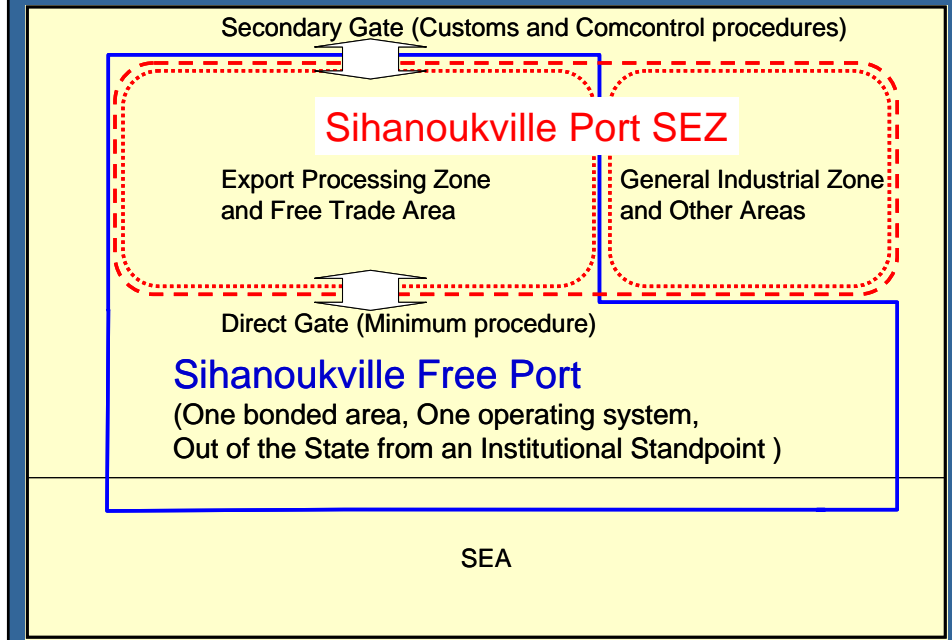 Secondary Gate (Customs and Comcontrol procedures)
Sihanoukville Port SEZ
Export Processing Zone
and Free Trade Area
General Industrial Zone
and Other Areas
Direct Gate (Minimum procedure)
Sihanoukville Free Port
(One bonded area, One operating system,
Out of the State from an Institutional Standpoint )
SEA